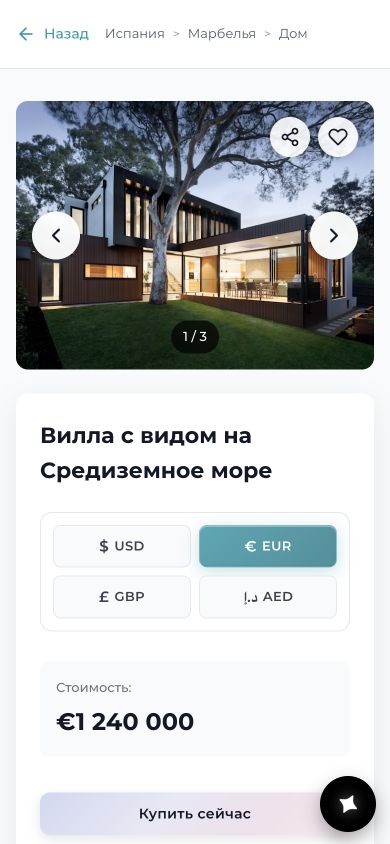 Назад Испания > Марбелья > Дом
1 / 3
Вилла с видом на
Средиземное море
$ USD € EUR
£ GBP د.إ AED
Стоимость:
€1 240 000
Купить сейчас